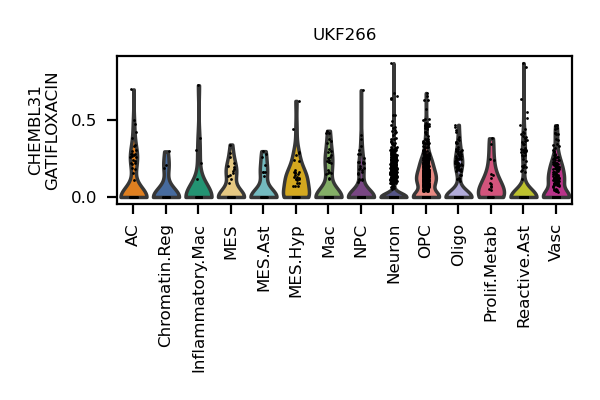 UKF266
CHEMBL31
GATIFLOXACIN
0.5
0.0
AC
Chromatin.Reg
Inflammatory.Mac
MES
MES.Ast
MES.Hyp
Mac
NPC
Neuron
OPC
Oligo
Prolif.Metab
Reactive.Ast
Vasc